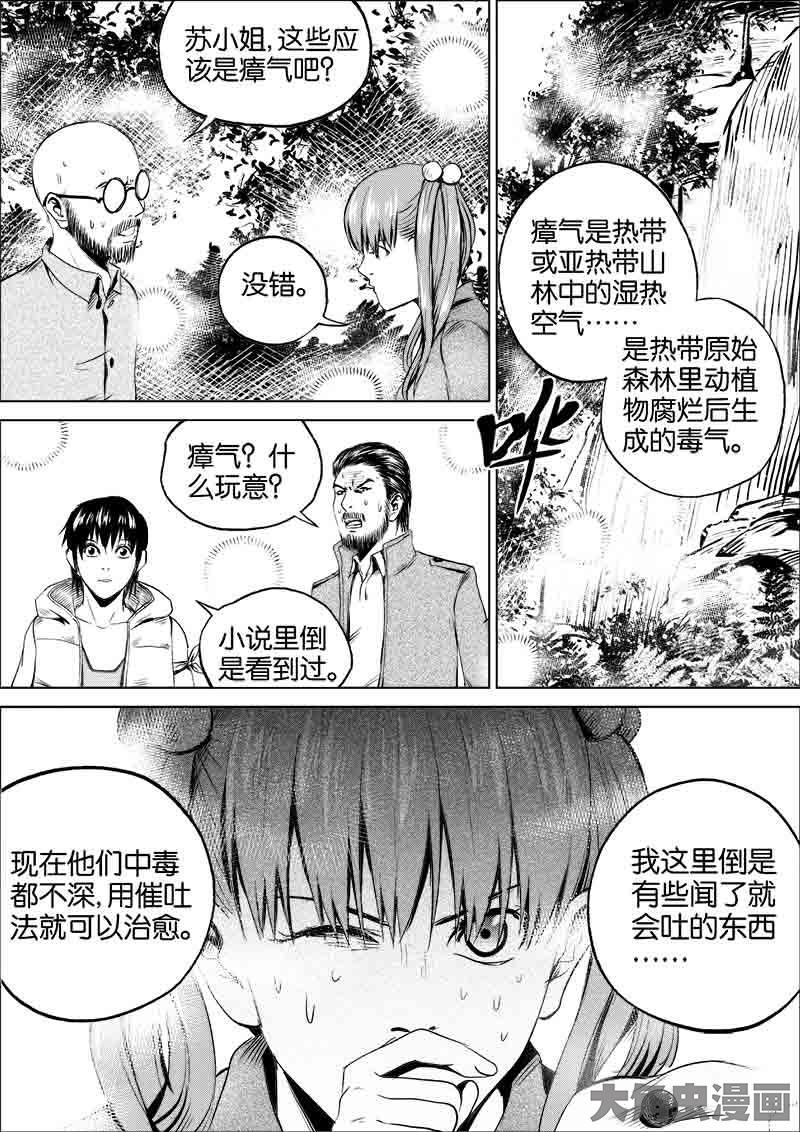 苏小姐,这些应
该是瘴气吧?
没错。
瘴气是热带
或亚热带山
林中的湿热
空气……
是热带原始
森林里动植
物腐烂后生
成的毒气。
瘴气?什
么玩意?
小说里倒
是看到过。
现在他们中毒
都不深,用催吐
法就可以治愈。
我这里倒是
有些闻了就
会吐的东西
……
大角虫漫画